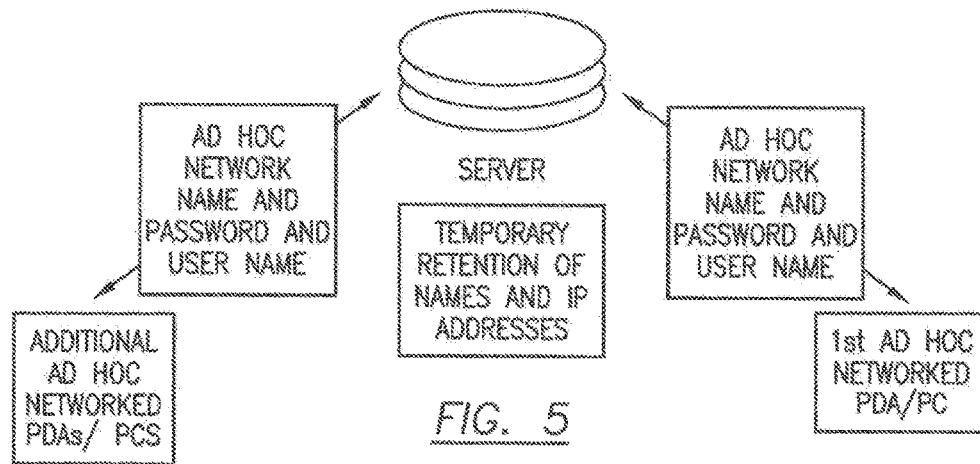 AD HOC
NETWORK
NAME AND
PASSWORD AND
USER NAME
SERVER
TEMPORARY
RETENTION OF
NAMES AND IP
ADDRESSES
AD HOC
NETWORK
NAME AND
PASSWORD AND
USER NAME
ADDITIONAL
AD HOC
NETWORKED
PDAs/ PCS
1st AD HOC
NETWORKED
PDA/PC
FIG. 5